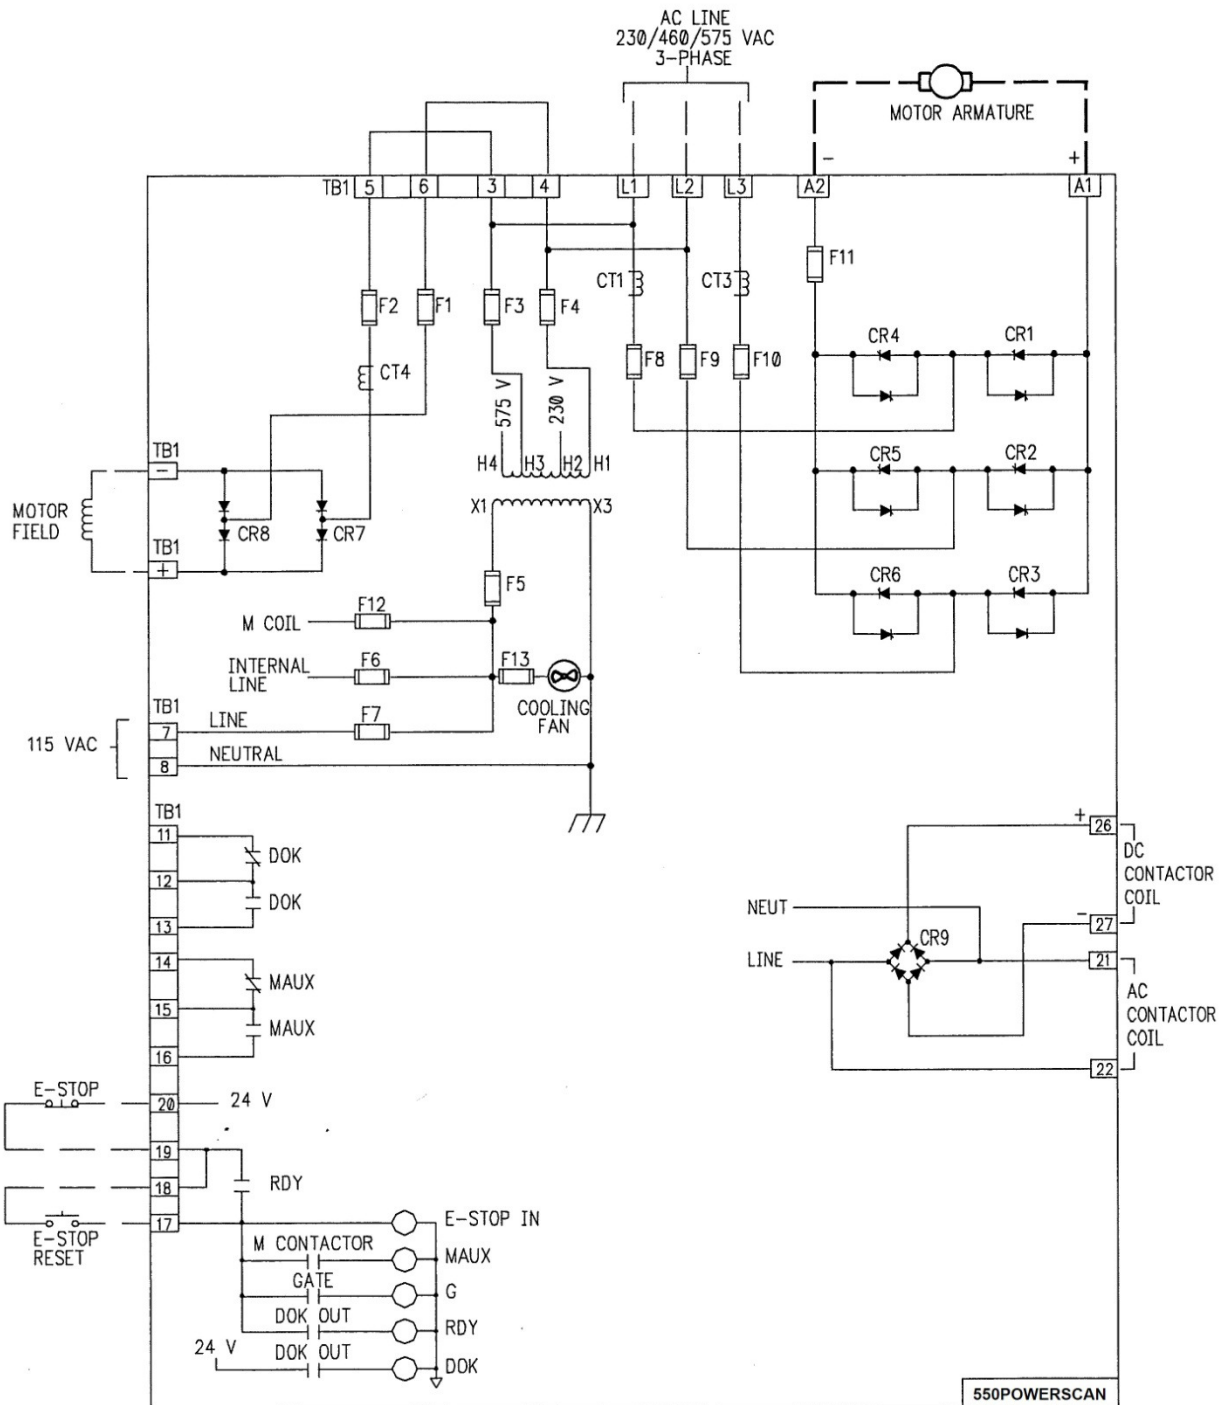 AC LINE
230/460/575 VAC
3-PHASE
MOTOR ARMATURE
-
+
TB1 5 6 3 4 L1 L2 L3 A2 A1
F11
CT1 CT3
F2 F1 F3 F4
CR4 CR1
F8 F9 F10
CT4
575 V 230 V
TB1
-
H4 H3 H2 H1
CR5 CR2
MOTOR
FIELD
X1 X3
CR8 CR7
TB1
+
F5
CR6 CR3
F12
M COIL
INTERNAL
LINE
F6 F13
COOLING
FAN
TB1
7 LINE F7
115 VAC
8 NEUTRAL
TB1
11
DOK
12
DOK
13
14
MAUX
15
MAUX
16
+
26
DC
CONTACTOR
COIL
NEUT
-
27
CR9
LINE
21
AC
CONTACTOR
COIL
22
E-STOP
20 24 V
19
18 RDY
17
E-STOP
RESET
E-STOP IN
M CONTACTOR
MAUX
GATE
G
DOK OUT
RDY
24 V DOK OUT
DOK
550POWERSCAN